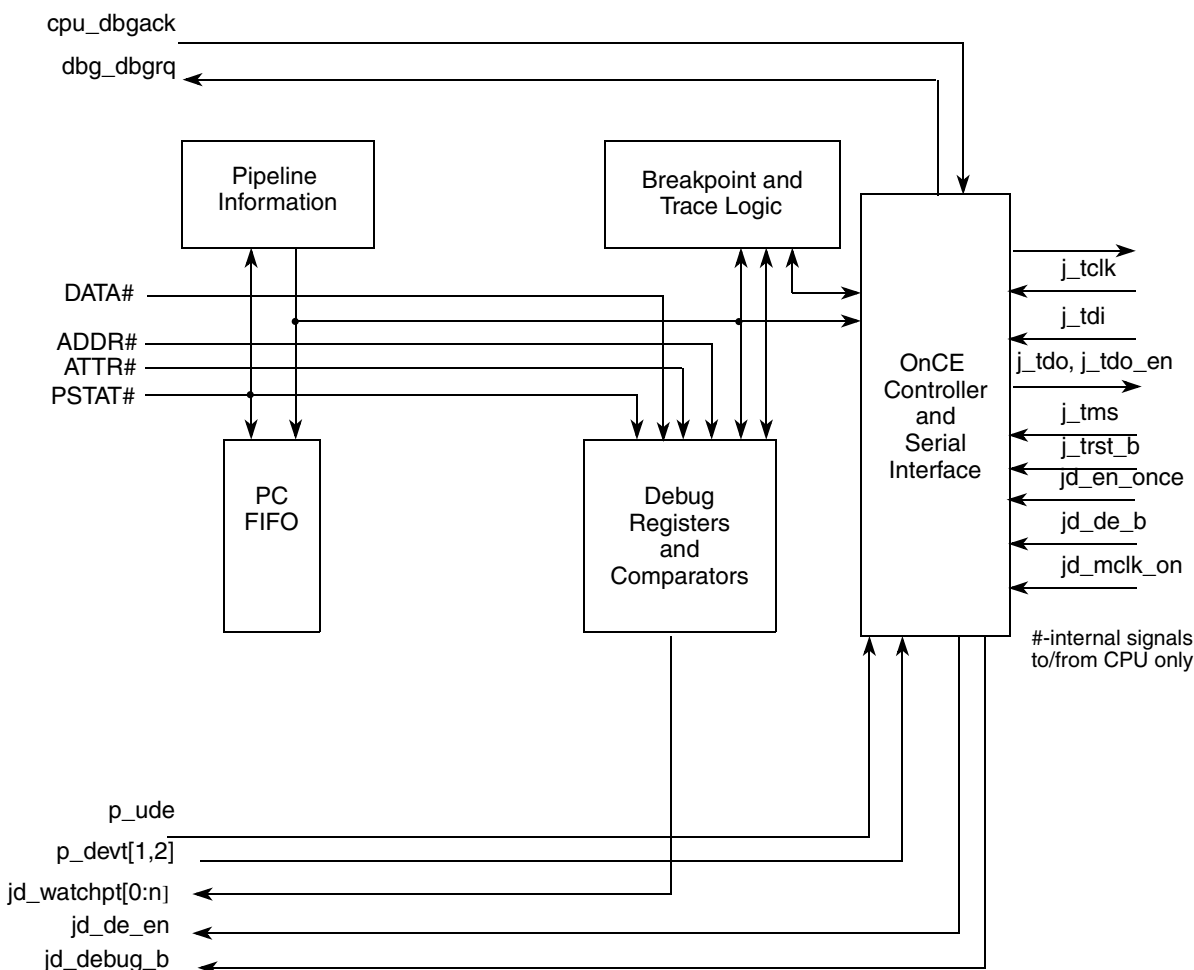 cpu_dbgack
dbg_dbgrq
Pipeline
Information
Breakpoint and
Trace Logic
DATA#
ADDR#
ATTR#
PSTAT#
PC
FIFO
Debug
Registers
and
Comparators
OnCE
Controller
and
Serial
Interface
j_tclk
j_tdi
j_tdo, j_tdo_en
j_tms
j_trst_b
jd_en_once
jd_de_b
jd_mclk_on
#-internal signals
to/from CPU only
p_ude
p_devt[1,2]
jd_watchpt[0:n]
jd_de_en
jd_debug_b